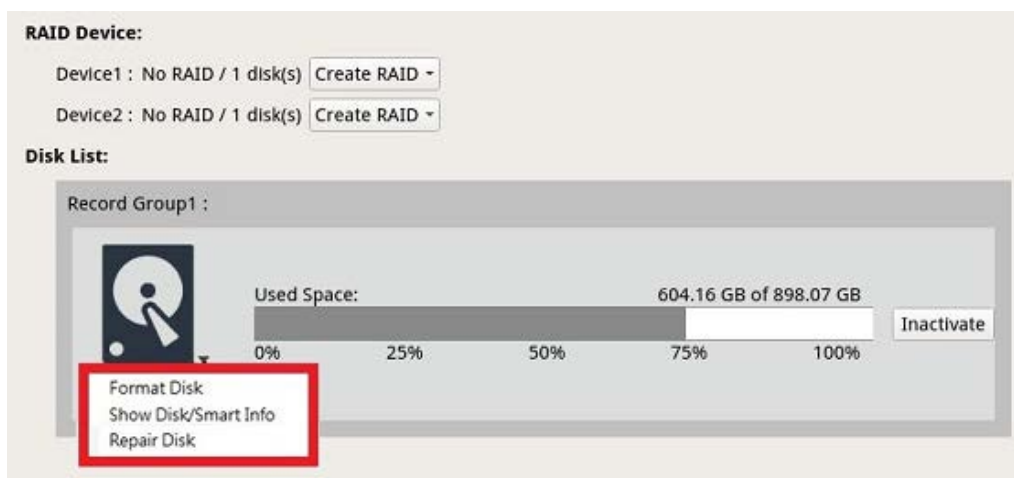 RAID Device:
Device1 : No RAID / 1 disk(s) Create RAID
Device2 : No RAID / 1 disk(s) Create RAID
Disk List:
Record Group1 :
Used Space: 604.16 GB of 898.07 GB
Inactivate
0% 25% 50% 75% 100%
Format Disk
Show Disk/Smart Info
Repair Disk